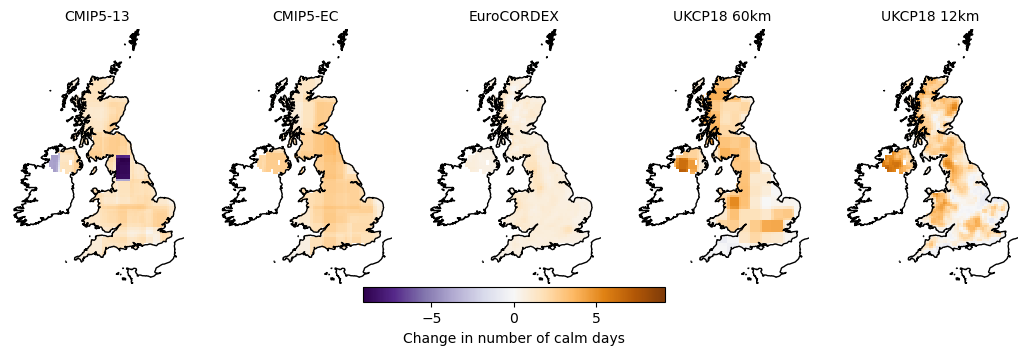 CMIP5-13 CMIP5-EC EuroCORDEX UKCP18 60km UKCP18 12km
−5 0 5
Change in number of calm days